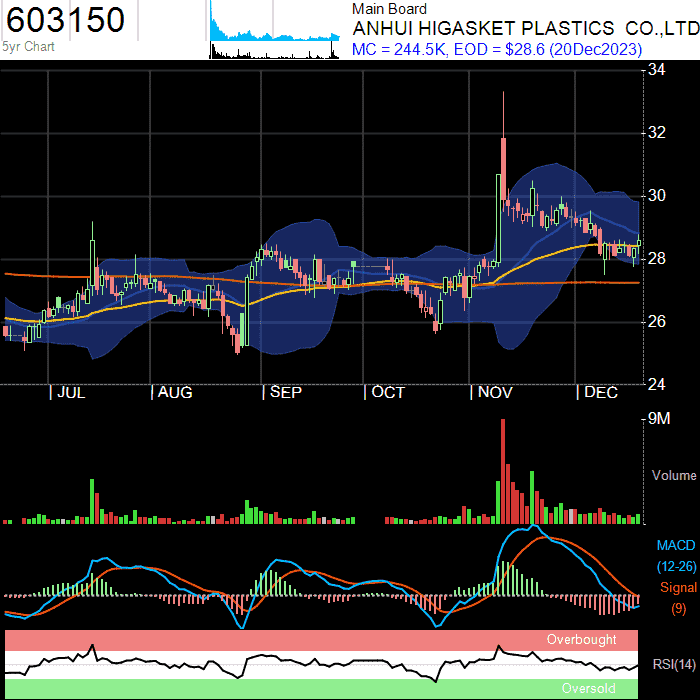 603150
5yr Chart
Main Board
ANHUI HIGASKET PLASTICS CO.,LTD
MC = 244.5K, EOD = $28.6 (20Dec2023)
34
32
30
28
26
24
| JUL | AUG | SEP | OCT | NOV | DEC
9M
Volume
MACD
(12-26)
Signal
(9)
Overbought
RSI(14)
Oversold